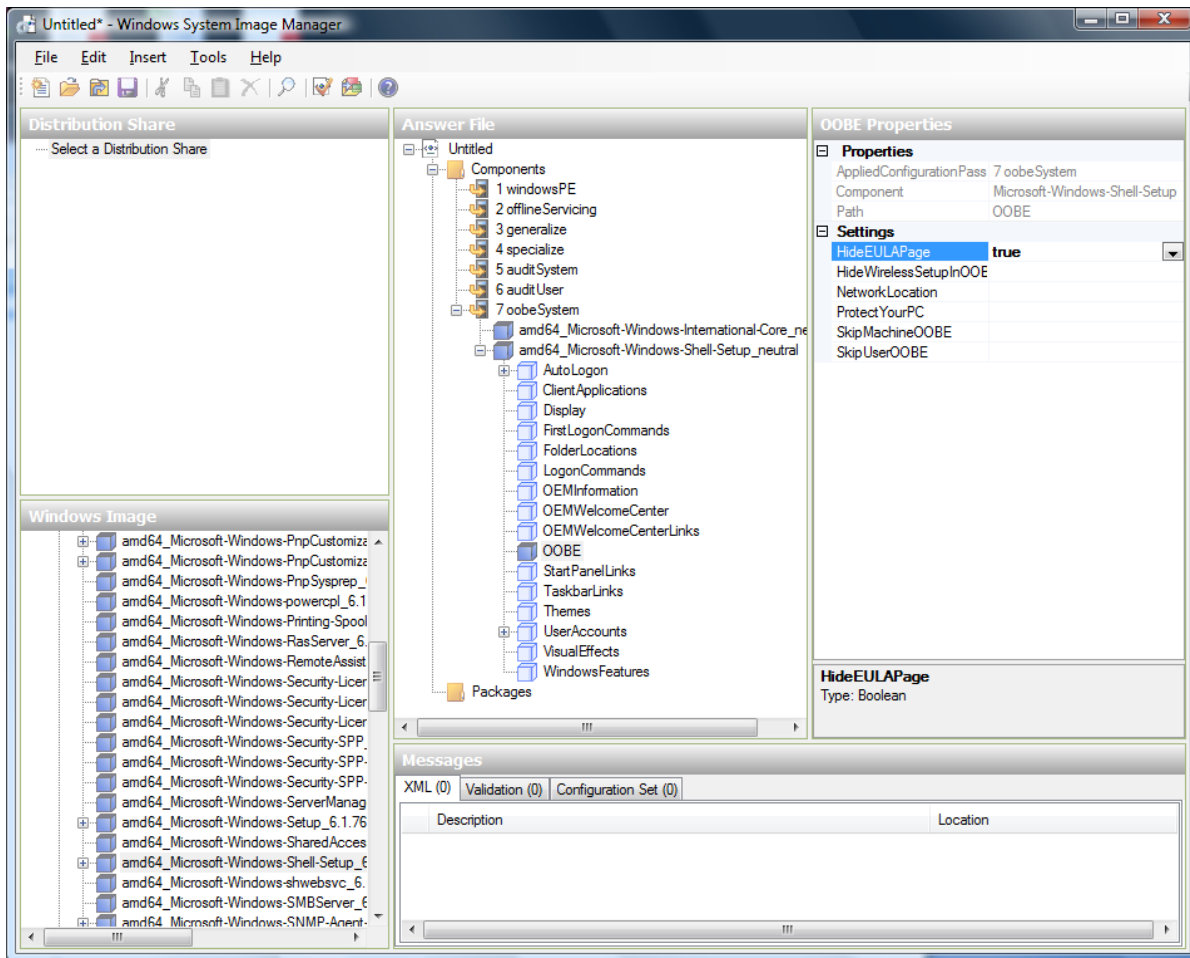 Untitled* - Windows System Image Manager
File Edit Insert Tools Help
Distribution Share
Select a Distribution Share
Windows Image
amd64_Microsoft-Windows-PnpCustomiza
amd64_Microsoft-Windows-PnpCustomiza
amd64_Microsoft-Windows-PnpSysprep_
amd64_Microsoft-Windows-powercpl_6.1
amd64_Microsoft-Windows-Printing-Spool
amd64_Microsoft-Windows-RasServer_6.
amd64_Microsoft-Windows-RemoteAssist
amd64_Microsoft-Windows-Security-Licer
amd64_Microsoft-Windows-Security-Licer
amd64_Microsoft-Windows-Security-Licer
amd64_Microsoft-Windows-Security-SPP_
amd64_Microsoft-Windows-Security-SPP-
amd64_Microsoft-Windows-Security-SPP-
amd64_Microsoft-Windows-ServerManag
amd64_Microsoft-Windows-Setup_6.1.76
amd64_Microsoft-Windows-SharedAcces
amd64_Microsoft-Windows-Shell-Setup_6
amd64_Microsoft-Windows-shwebsvc_6.
amd64_Microsoft-Windows-SMBServer_6
amd64_Microsoft-Windows-SNMP-Agent-
Answer File
Untitled
Components
1 windowsPE
2 offlineServicing
3 generalize
4 specialize
5 auditSystem
6 auditUser
7 oobeSystem
amd64_Microsoft-Windows-International-Core_ne
amd64_Microsoft-Windows-Shell-Setup_neutral
AutoLogon
ClientApplications
Display
FirstLogonCommands
FolderLocations
LogonCommands
OEMInformation
OEMWelcomeCenter
OEMWelcomeCenterLinks
OOBE
StartPanelLinks
TaskbarLinks
Themes
UserAccounts
VisualEffects
WindowsFeatures
Packages
OOBE Properties
Properties
AppliedConfigurationPass 7 oobeSystem
Component Microsoft-Windows-Shell-Setup
Path OOBE
Settings
HideEULAPage true
HideWirelessSetupInOOE
NetworkLocation
ProtectYourPC
SkipMachineOOBE
SkipUserOOBE
HideEULAPage
Type: Boolean
Messages
XML (0) Validation (0) Configuration Set (0)
Description Location